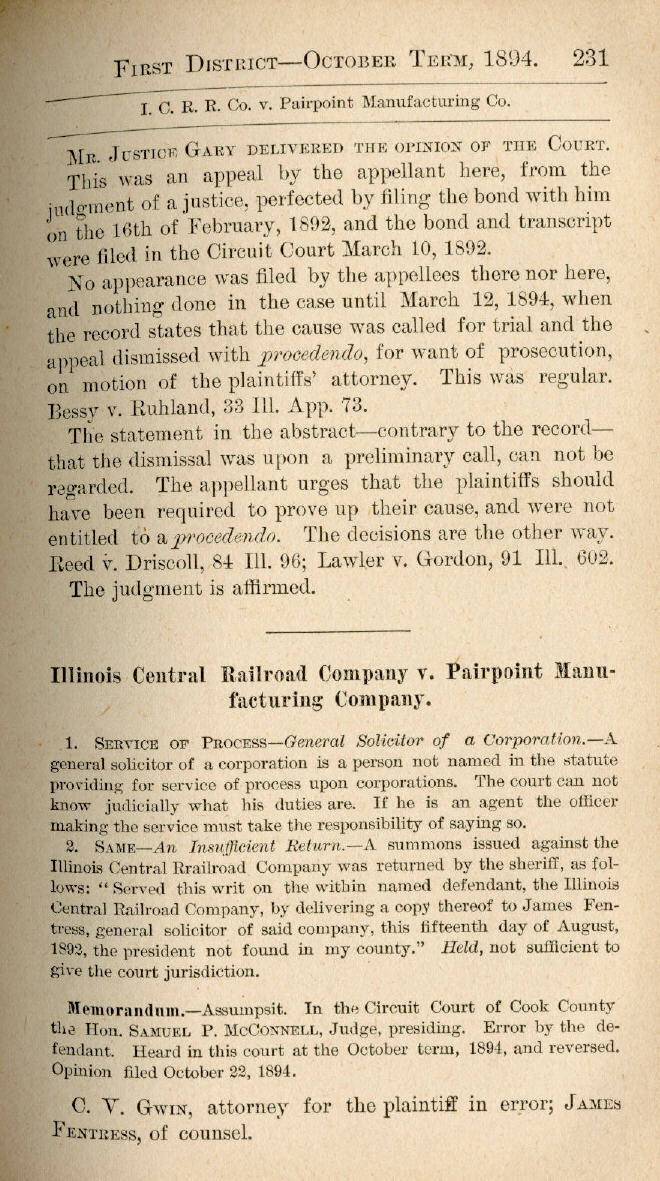 First District—October Term, 1894. 231
I. C. R. R. Co. v. Pairpoint Manufacturing Co.
Mr. Justice Gary delivered the opinion of the Court.
This was an appeal by the appellant here, from the
judgment of a justice, perfected by filing the bond with him
on the 16th of February, 1892, and the bond and transcript
were filed in the Circuit Court March 10, 1892.
No appearance was filed by the appellees there nor here,
and nothing done in the case until March 12, 1894, when
the record states that the cause was called for trial and the
appeal dismissed with procedendo, for want of prosecution,
on motion of the plaintiffs' attorney. This was regular.
Bessy v. Ruhland, 33 Ill. App. 73.
The statement in the abstract—contrary to the record—
that the dismissal was upon a preliminary call, can not be
regarded. The appellant urges that the plaintiffs should
have been required to prove up their cause, and were not
entitled to a procedendo. The decisions are the other way.
Reed v. Driscoll, 84 Ill. 96; Lawler v. Gordon, 91 Ill. 602.
The judgment is affirmed.
Illinois Central Railroad Company v. Pairpoint Manu-
facturing Company.
1. Service of Process—General Solicitor of a Corporation.—A
general solicitor of a corporation is a person not named in the statute
providing for service of process upon corporations. The court can not
know judicially what his duties are. If he is an agent the officer
making the service must take the responsibility of saying so.
2. Same—An Insufficient Return.—A summons issued against the
Illinois Central Rrailroad Company was returned by the sheriff, as fol-
lows: "Served this writ on the within named defendant, the Illinois
Central Railroad Company, by delivering a copy thereof to James Fen-
tress, general solicitor of said company, this fifteenth day of August,
1892, the president not found in my county." Held, not sufficient to
give the court jurisdiction.
Memorandum.—Assumpsit. In the Circuit Court of Cook County
the Hon. Samuel P. McConnell, Judge, presiding. Error by the de-
fendant. Heard in this court at the October term, 1894, and reversed.
Opinion filed October 22, 1894.
C. V. Gwin, attorney for the plaintiff in error; James
Fentress, of counsel.